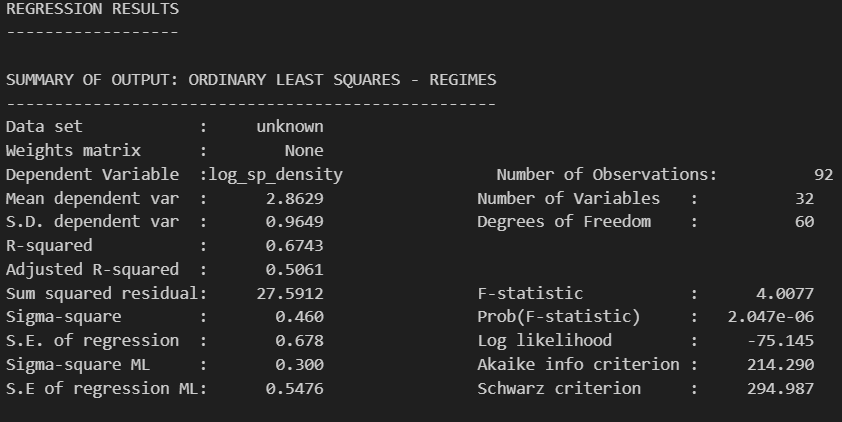 REGRESSION RESULTS
------------------
SUMMARY OF OUTPUT: ORDINARY LEAST SQUARES - REGIMES
---------------------------------------------------
Data set            :     unknown
Weights matrix      :        None
Dependent Variable  :log_sp_density                Number of Observations:          92
Mean dependent var  :      2.8629                Number of Variables   :          32
S.D. dependent var  :      0.9649                Degrees of Freedom    :          60
R-squared           :      0.6743
Adjusted R-squared  :      0.5061
Sum squared residual:     27.5912                F-statistic           :      4.0077
Sigma-square        :       0.460                Prob(F-statistic)     :   2.047e-06
S.E. of regression  :       0.678                Log likelihood        :     -75.145
Sigma-square ML     :       0.300                Akaike info criterion :     214.290
S.E of regression ML:      0.5476                Schwarz criterion     :     294.987